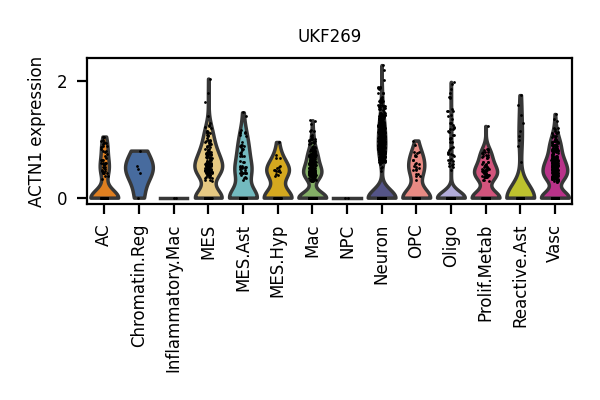 UKF269
ACTN1 expression
2
0
AC
Chromatin.Reg
Inflammatory.Mac
MES
MES.Ast
MES.Hyp
Mac
NPC
Neuron
OPC
Oligo
Prolif.Metab
Reactive.Ast
Vasc